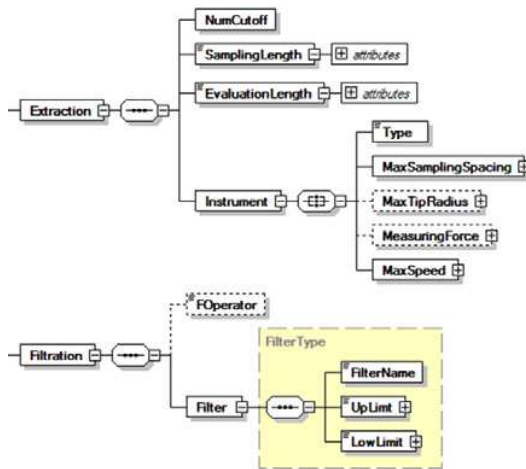 NumCutoff
SamplingLength
attributes
EvaluationLength
attributes
Extraction
Type
MaxSamplingSpacing
Instrument
MaxTipRadius
MeasuringForce
MaxSpeed
FOperator
FilterType
Filtration
FilterName
Filter
UpLimt
LowLimit